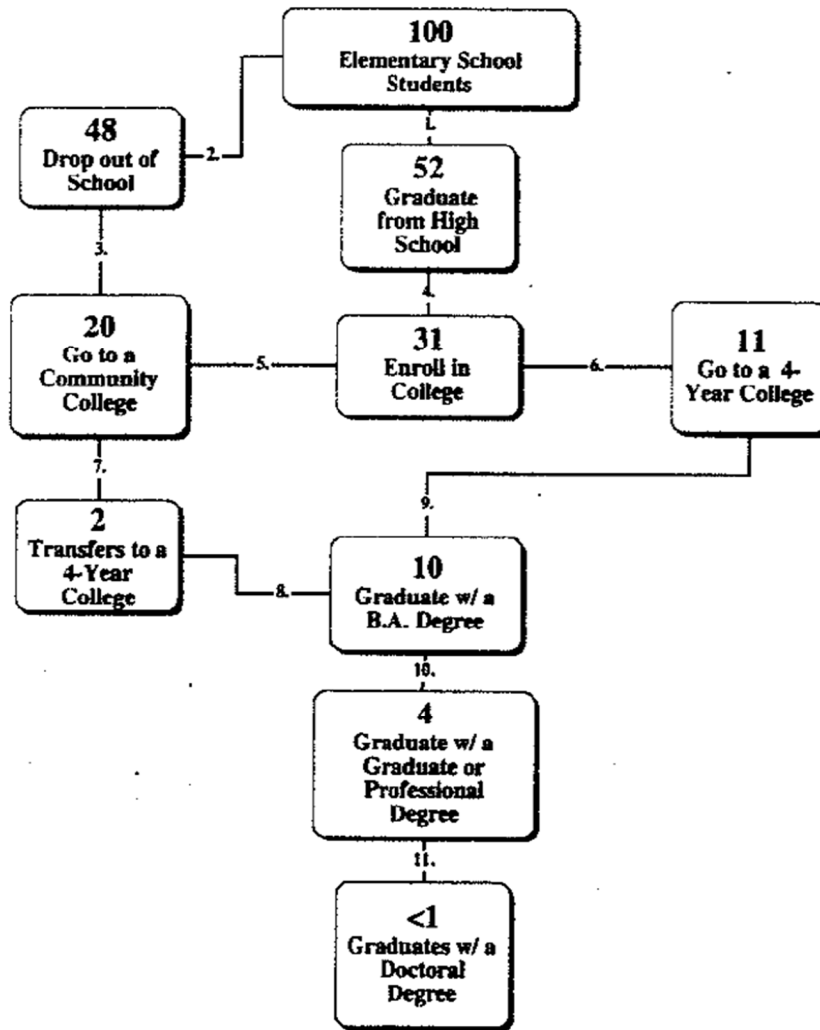 100
Elementary School
Students
1.
48
Drop out of
School
2.
52
Graduate
from High
School
3.
4.
20
Go to a
Community
College
5.
31
Enroll in
College
6.
11
Go to a 4-
Year College
7.
9.
2
Transfers to a
4-Year
College
8.
10
Graduate w/ a
B.A. Degree
10.
4
Graduate w/ a
Graduate or
Professional
Degree
11.
<1
Graduates w/ a
Doctoral
Degree